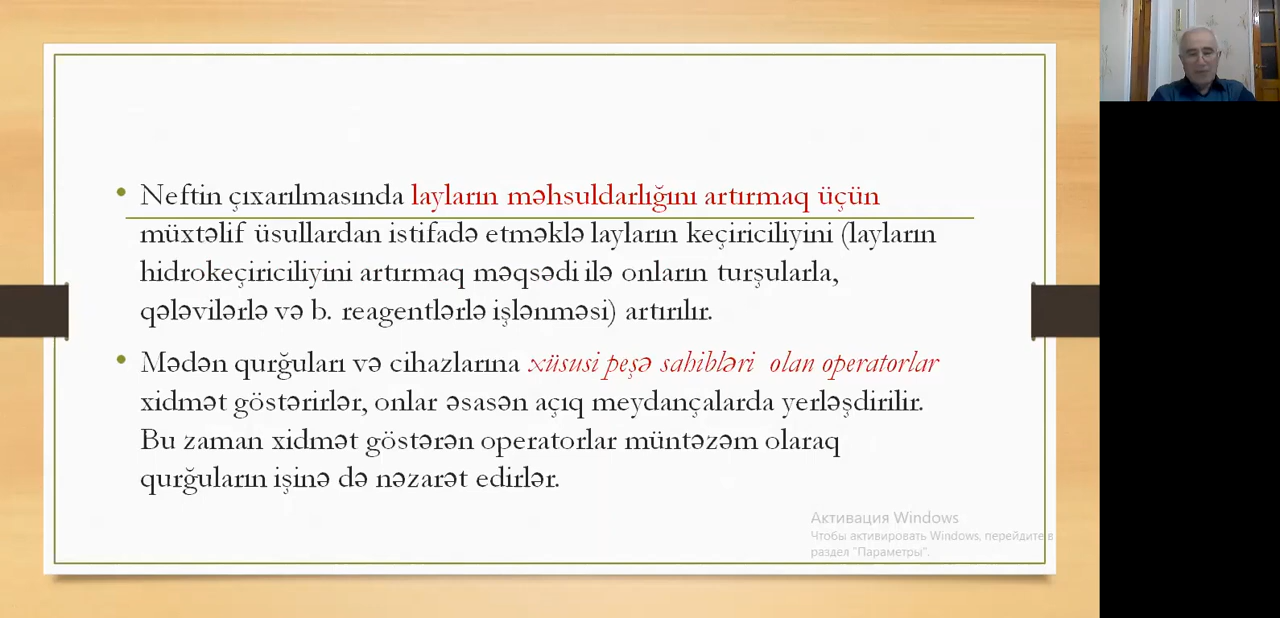 Neftin çıxarılmasında layların məhsuldarlığını artırmaq üçün
müxtəlif üsullardan istifadə etməklə layların keçiriciliyini (layların
hidrokeçiriciliyini artırmaq məqsədi ilə onların turşularla,
qələvilərlə və b. reagentlərlə işlənməsi) artırılır.
Mədən qurğuları və cihazlarına xüsusi peşə sahibləri olan operatorlar
xidmət göstərirlər, onlar əsasən açıq meydançalarda yerləşdirilir.
Bu zaman xidmət göstərən operatorlar müntəzəm olaraq
qurğuların işinə də nəzarət edirlər.
Активация Windows
Чтобы активировать Windows, перейдите в
раздел "Параметры".